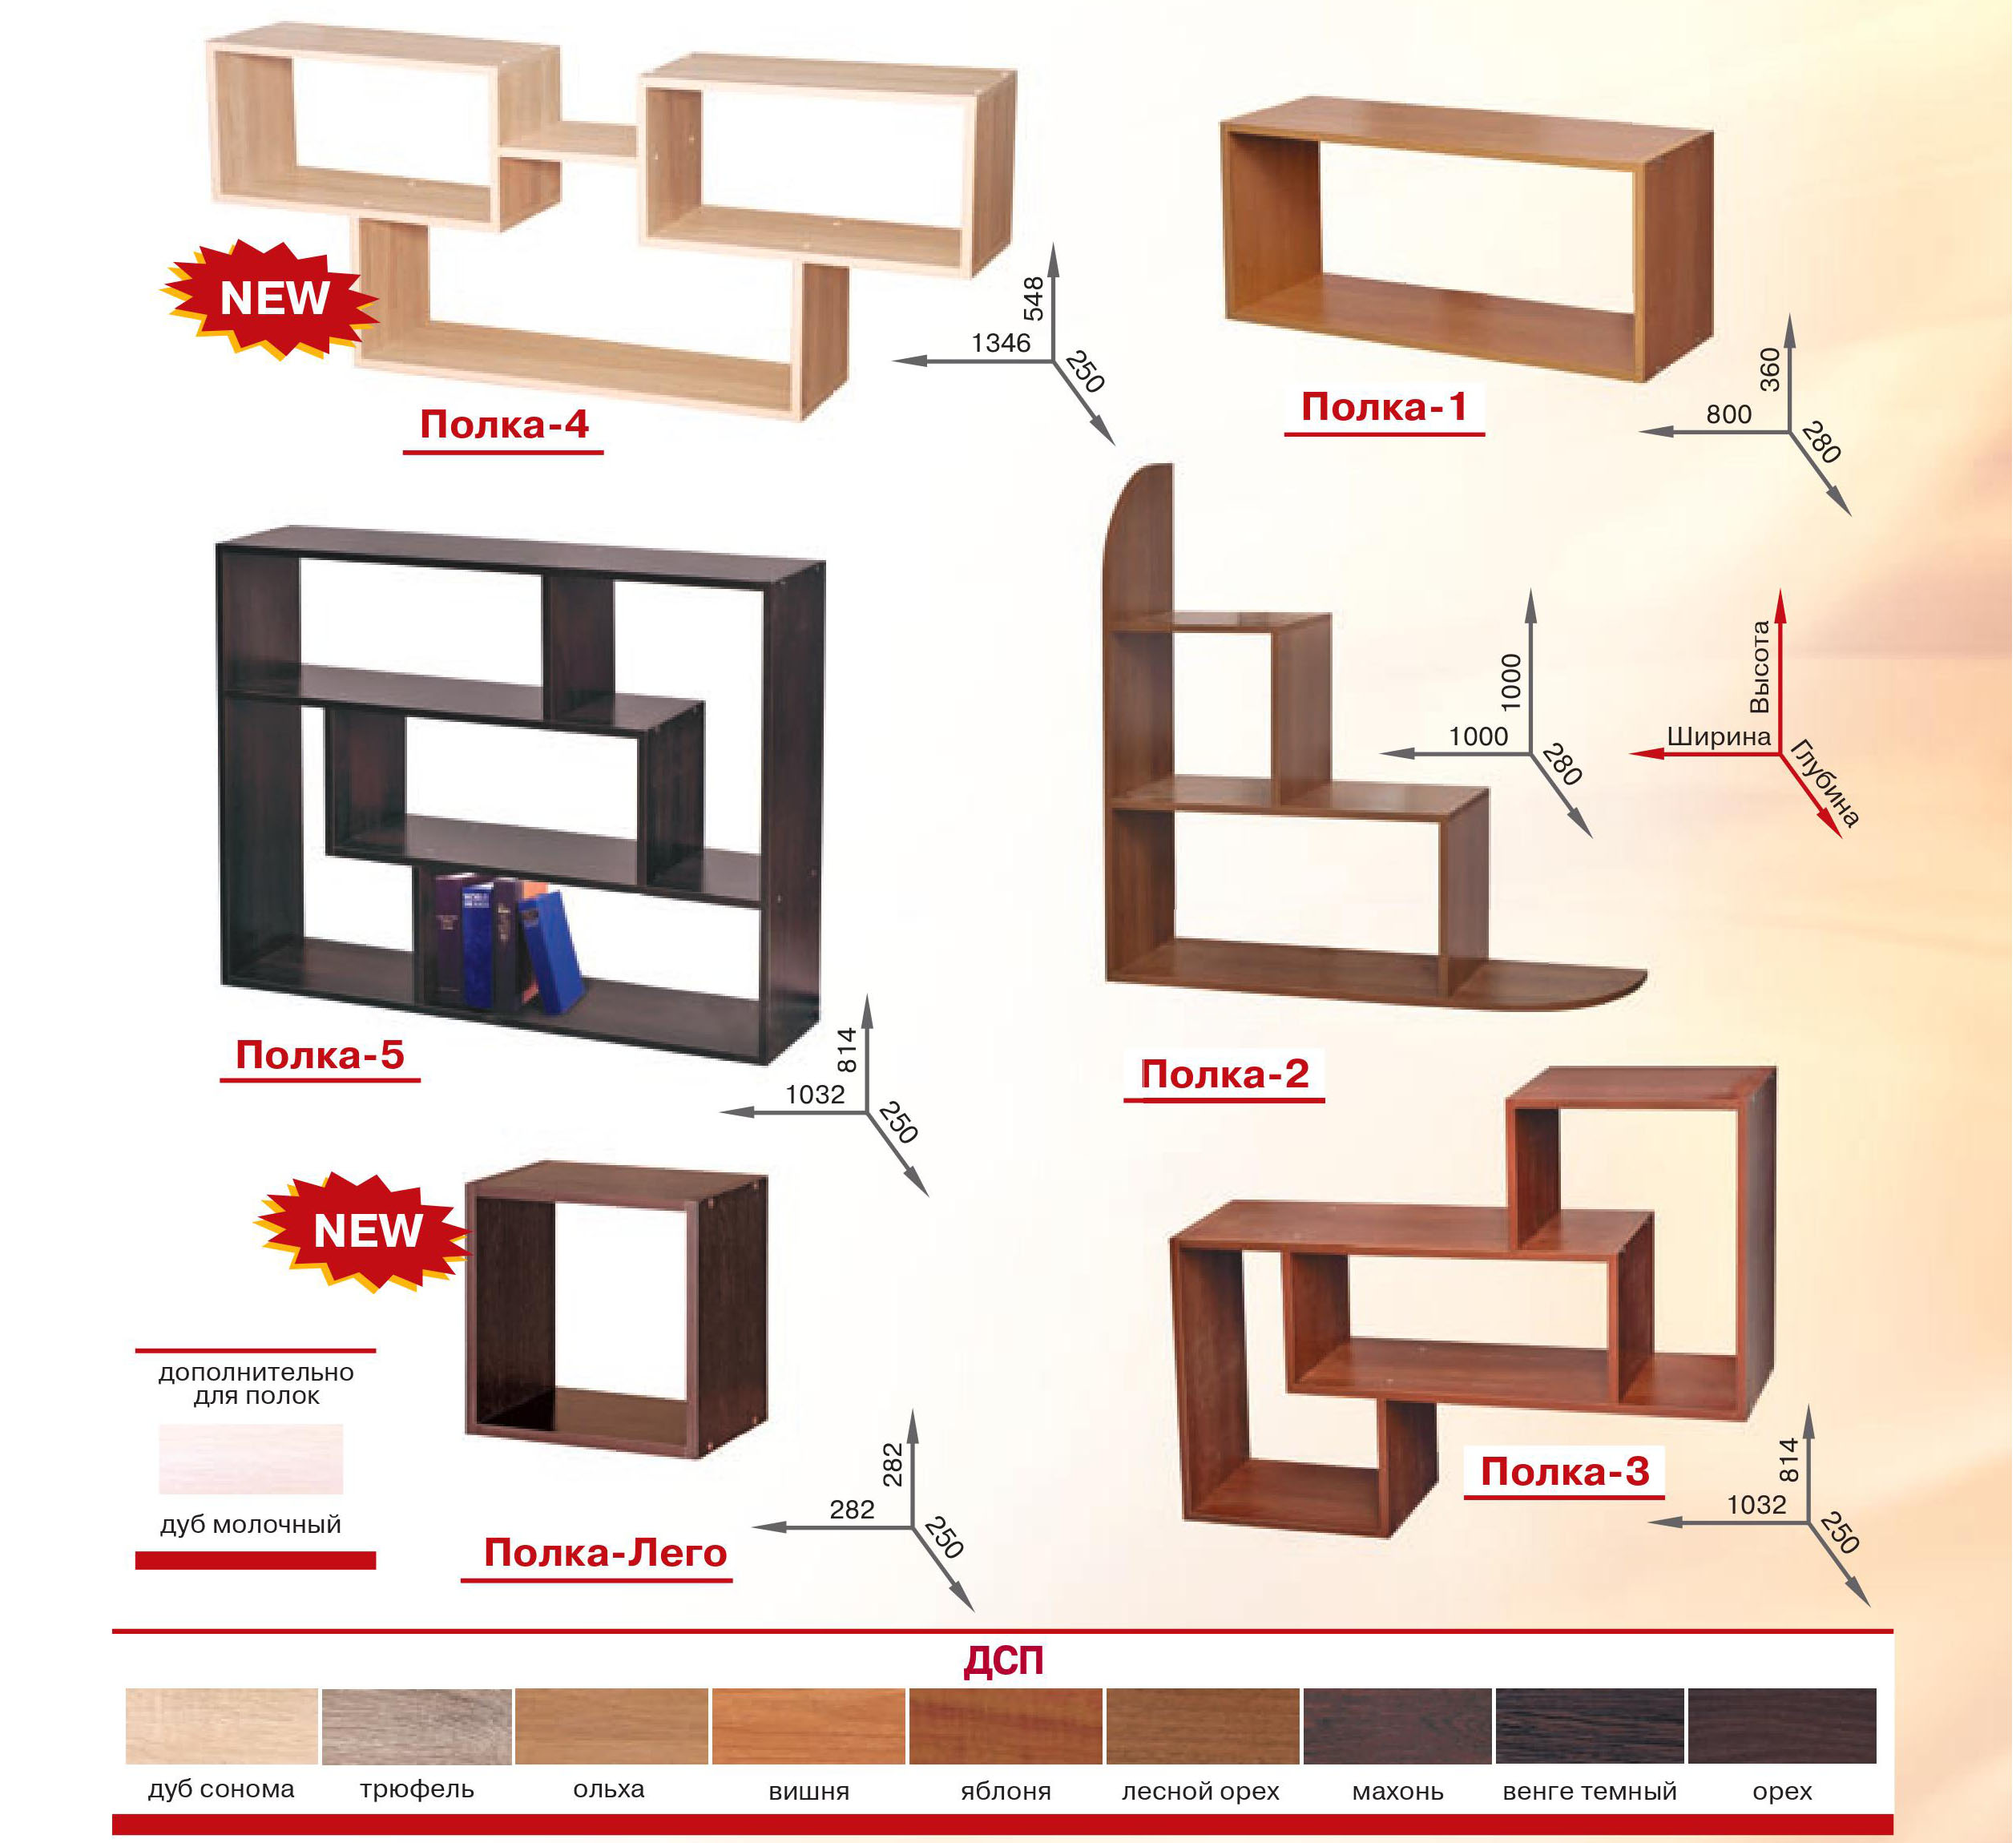 NEW
Полка-4
548
1346
250
Полка-1
360
800
280
Полка-5
814
1032
250
1000
1000
280
Высота
Ширина
Глубина
Полка-2
NEW
Полка-Лего
282
282
250
Полка-3
814
1032
250
дополнительно
для полок
дуб молочный
ДСП
дуб сонома
трюфель
ольха
вишня
яблоня
лесной орех
махонь
венге темный
орех